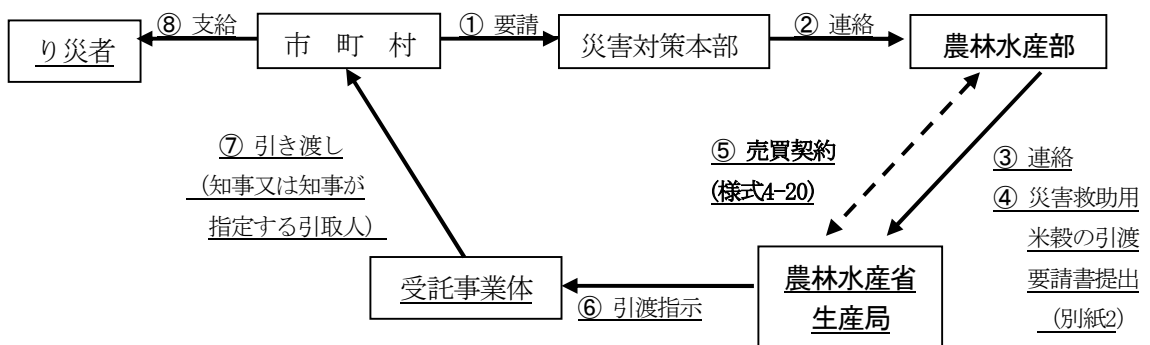 ⑧ 支給
① 要請
② 連絡
り災者
市　町　村
災害対策本部
農林水産部
⑦ 引き渡し
（知事又は知事が
指定する引取人）
⑤ 売買契約
(様式4-20)
③ 連絡
④ 災害救助用
米穀の引渡
要請書提出
（別紙2）
受託事業体
⑥ 引渡指示
農林水産省
生産局